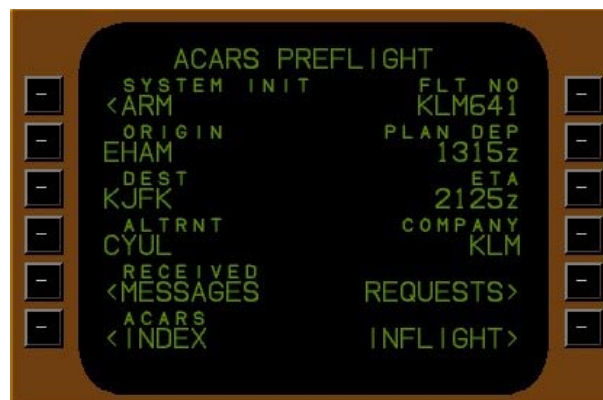 ACARS PREFLIGHT
SYSTEM INIT FLT NO
<ARM KLM641
ORIGIN PLAN DEP
EHAM 1315z
DEST ETA
KJFK 2125z
ALTRNT COMPANY
CYUL KLM
RECEIVED
<MESSAGES REQUESTS>
ACARS
<INDEX INFLIGHT>